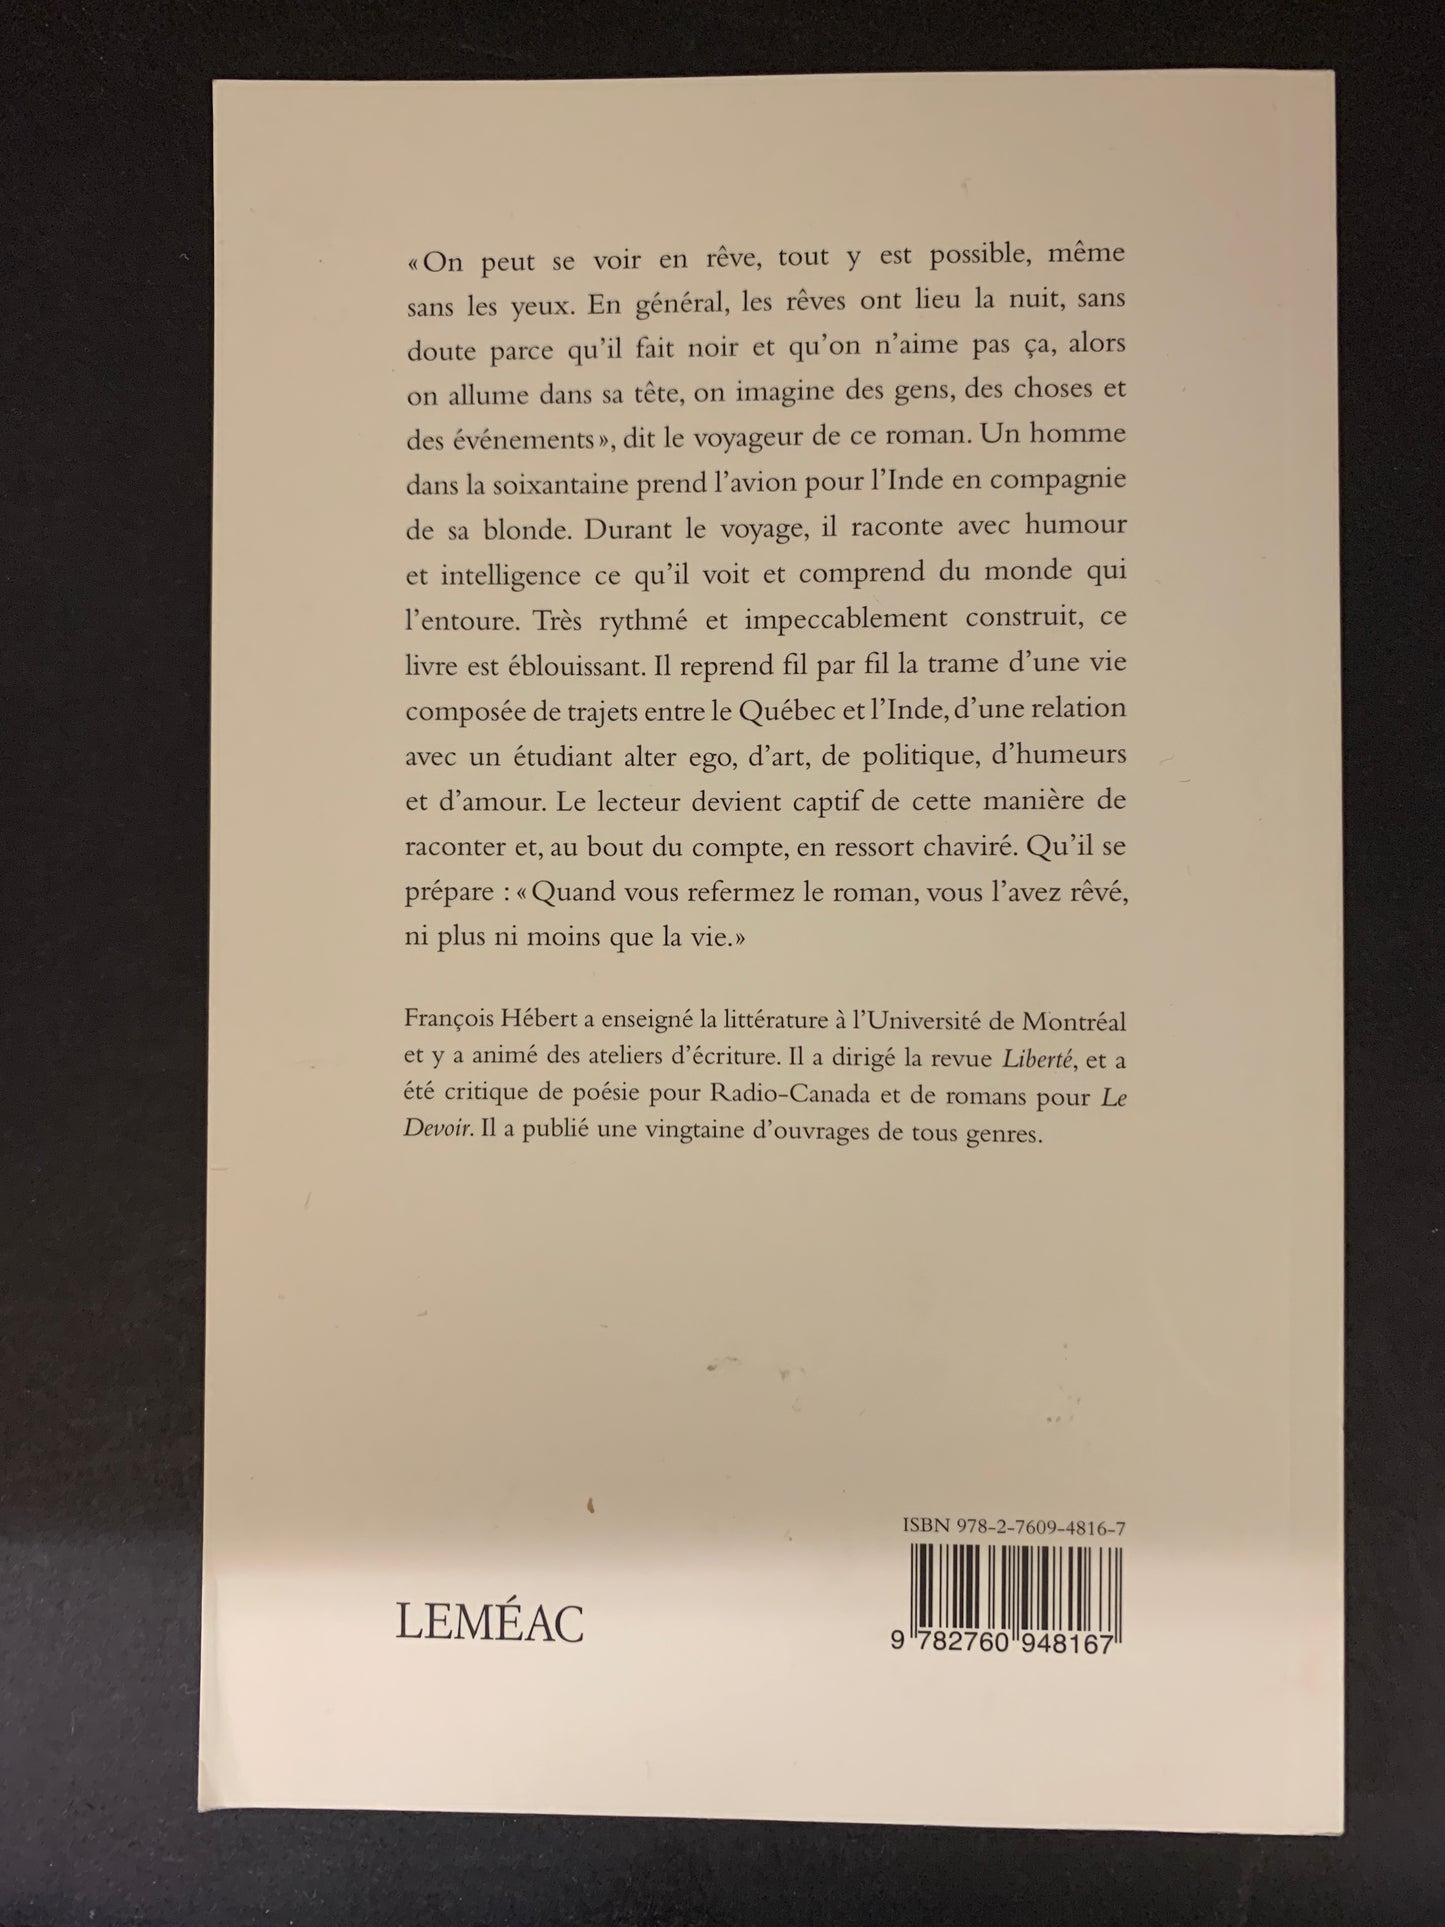 « On peut se voir en rêve, tout y est possible, même
sans les yeux. En général, les rêves ont lieu la nuit, sans
doute parce qu’il fait noir et qu’on n’aime pas ça, alors
on allume dans sa tête, on imagine des gens, des choses et
des événements », dit le voyageur de ce roman. Un homme
dans la soixantaine prend l’avion pour l’Inde en compagnie
de sa blonde. Durant le voyage, il raconte avec humour
et intelligence ce qu’il voit et comprend du monde qui
l’entoure. Très rythmé et impeccablement construit, ce
livre est éblouissant. Il reprend fil par fil la trame d’une vie
composée de trajets entre le Québec et l’Inde, d’une relation
avec un étudiant alter ego, d’art, de politique, d’humeurs
et d’amour. Le lecteur devient captif de cette manière de
raconter et, au bout du compte, en ressort chaviré. Qu’il se
prépare : « Quand vous refermez le roman, vous l’avez rêvé,
ni plus ni moins que la vie. »
François Hébert a enseigné la littérature à l’Université de Montréal
et y a animé des ateliers d’écriture. Il a dirigé la revue Liberté, et a
été critique de poésie pour Radio-Canada et de romans pour Le
Devoir. Il a publié une vingtaine d’ouvrages de tous genres.
ISBN 978-2-7609-4816-7
LEMÉAC
9 782760 948167